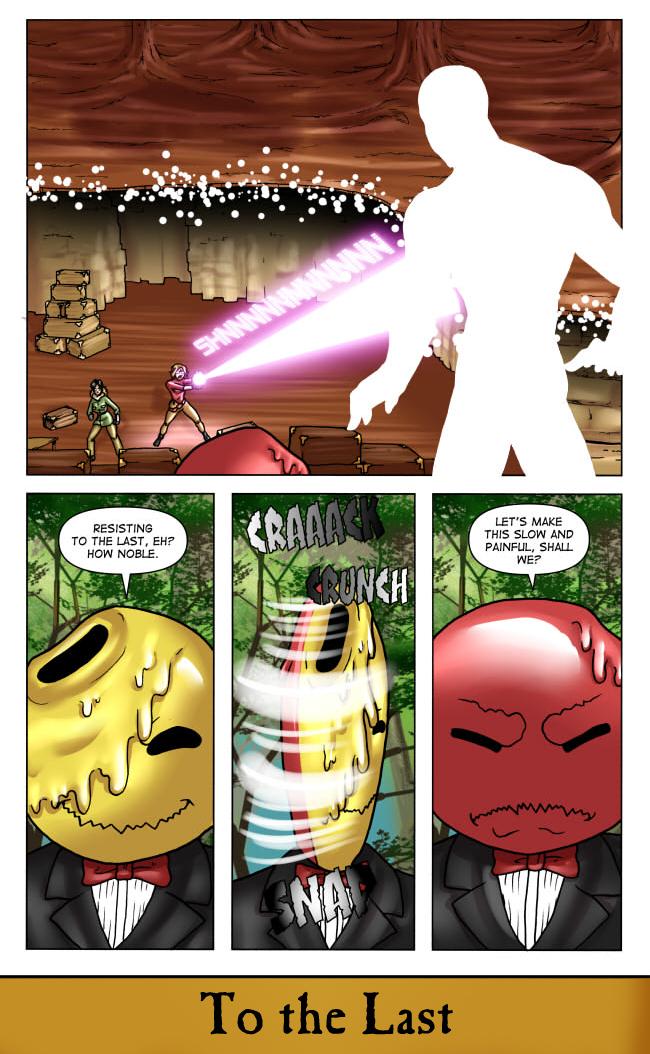 SHNNNNNNNNNNNN
RESISTING
TO THE LAST, EH?
HOW NOBLE.
CRAAACK
CRUNCH
SNAP
LET'S MAKE
THIS SLOW AND
PAINFUL, SHALL
WE?
To the Last